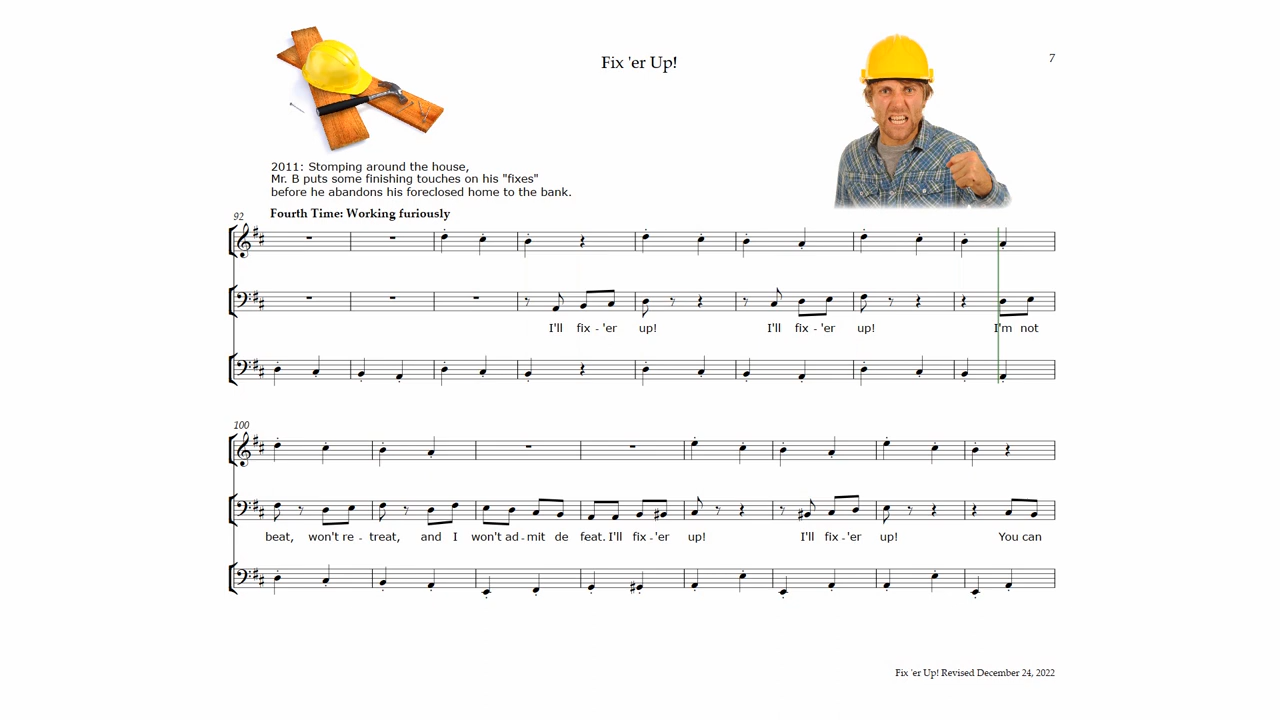 Fix 'er Up!
7
2011: Stomping around the house,
Mr. B puts some finishing touches on his "fixes"
before he abandons his foreclosed home to the bank.
92
Fourth Time: Working furiously
I'll fix - 'er up! I'll fix - 'er up! I'm not
100
beat, won't re - treat, and I won't ad - mit de feat. I'll fix - 'er up! I'll fix - 'er up! You can
Fix 'er Up! Revised December 24, 2022